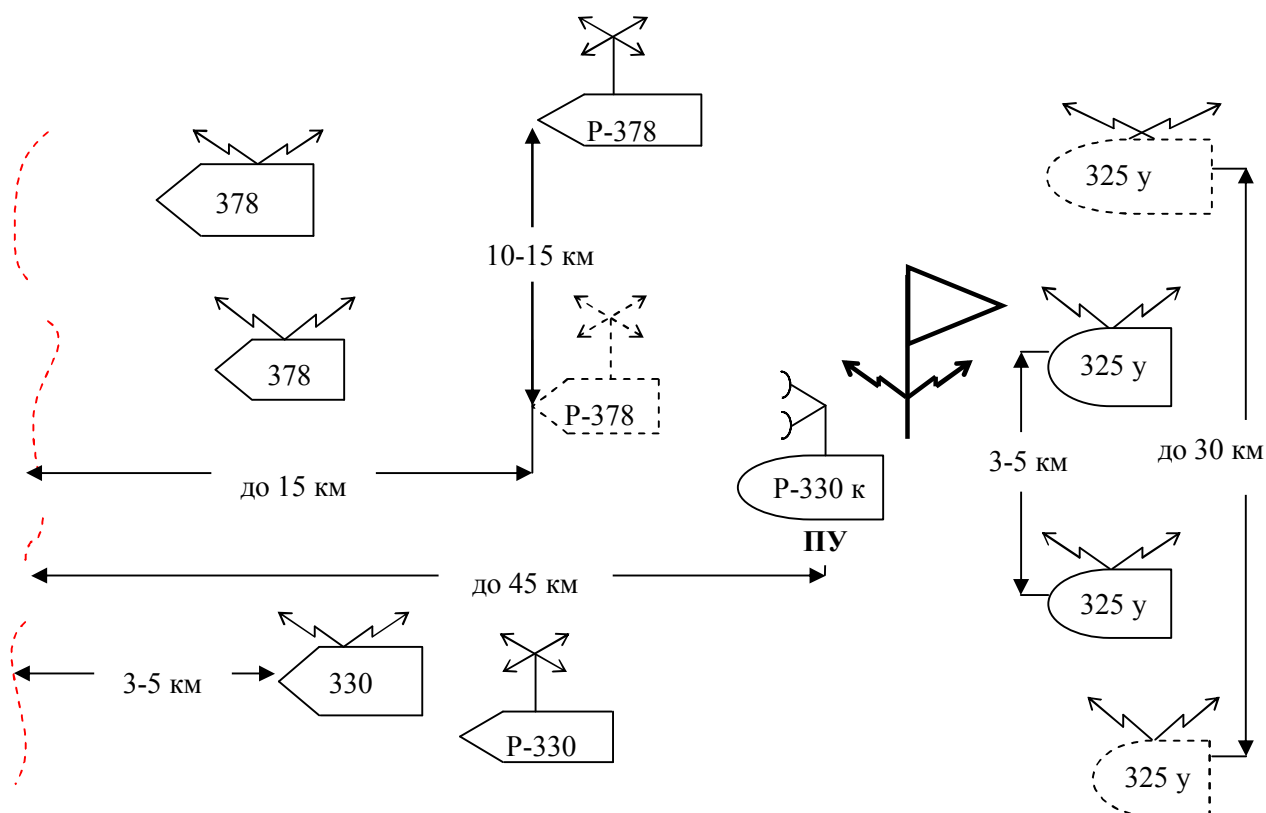 Р-378
378
325 у
10-15 км
378
Р-378
325 у
до 15 км
Р-330 к
3-5 км
до 30 км
ПУ
до 45 км
325 у
3-5 км
330
Р-330
325 у